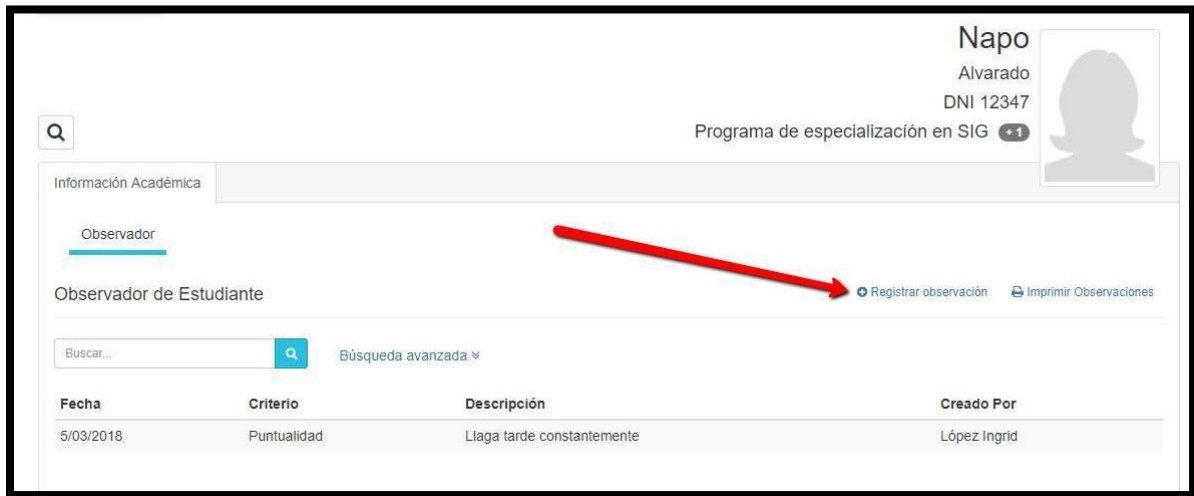 Napo
Alvarado
DNI 12347
Programa de especializacíón en SIG +1
Información Académica
Observador
Observador de Estudiante
Registrar observación Imprimir Observaciones
Buscar... Búsqueda avanzada
Fecha Criterio Descripción Creado Por
5/03/2018 Puntualidad Llaga tarde constantemente López Ingrid